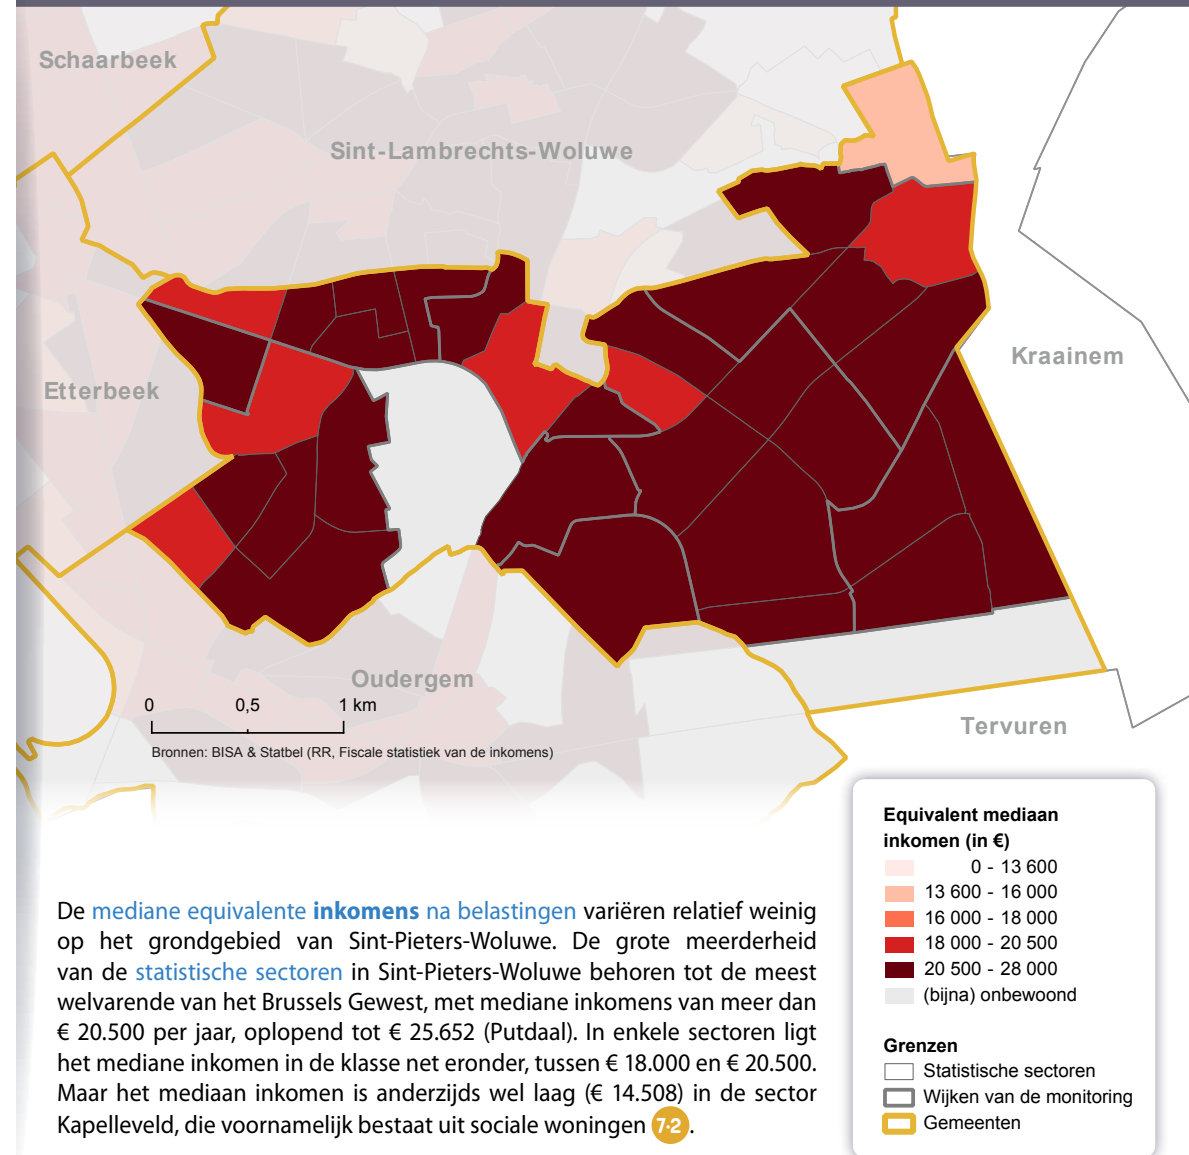 Schaarbeek
Sint-Lambrechts-Woluwe
Kraainem
Etterbeek
Oudergem
0 0,5 1 km
Tervuren
Bronnen: BISA & Statbel (RR, Fiscale statistiek van de inkomens)
Equivalent mediaan
inkomen (in €)
0 - 13 600
13 600 - 16 000
16 000 - 18 000
18 000 - 20 500
20 500 - 28 000
(bijna) onbewoond
Grenzen
Statistische sectoren
Wijken van de monitoring
Gemeenten
De mediane equivalente inkomens na belastingen variëren relatief weinig
op het grondgebied van Sint-Pieters-Woluwe. De grote meerderheid
van de statistische sectoren in Sint-Pieters-Woluwe behoren tot de meest
welvarende van het Brussels Gewest, met mediane inkomens van meer dan
€ 20.500 per jaar, oplopend tot € 25.652 (Putdaal). In enkele sectoren ligt
het mediane inkomen in de klasse net eronder, tussen € 18.000 en € 20.500.
Maar het mediaan inkomen is anderzijds wel laag (€ 14.508) in de sector
Kapelleveld, die voornamelijk bestaat uit sociale woningen 7·2.